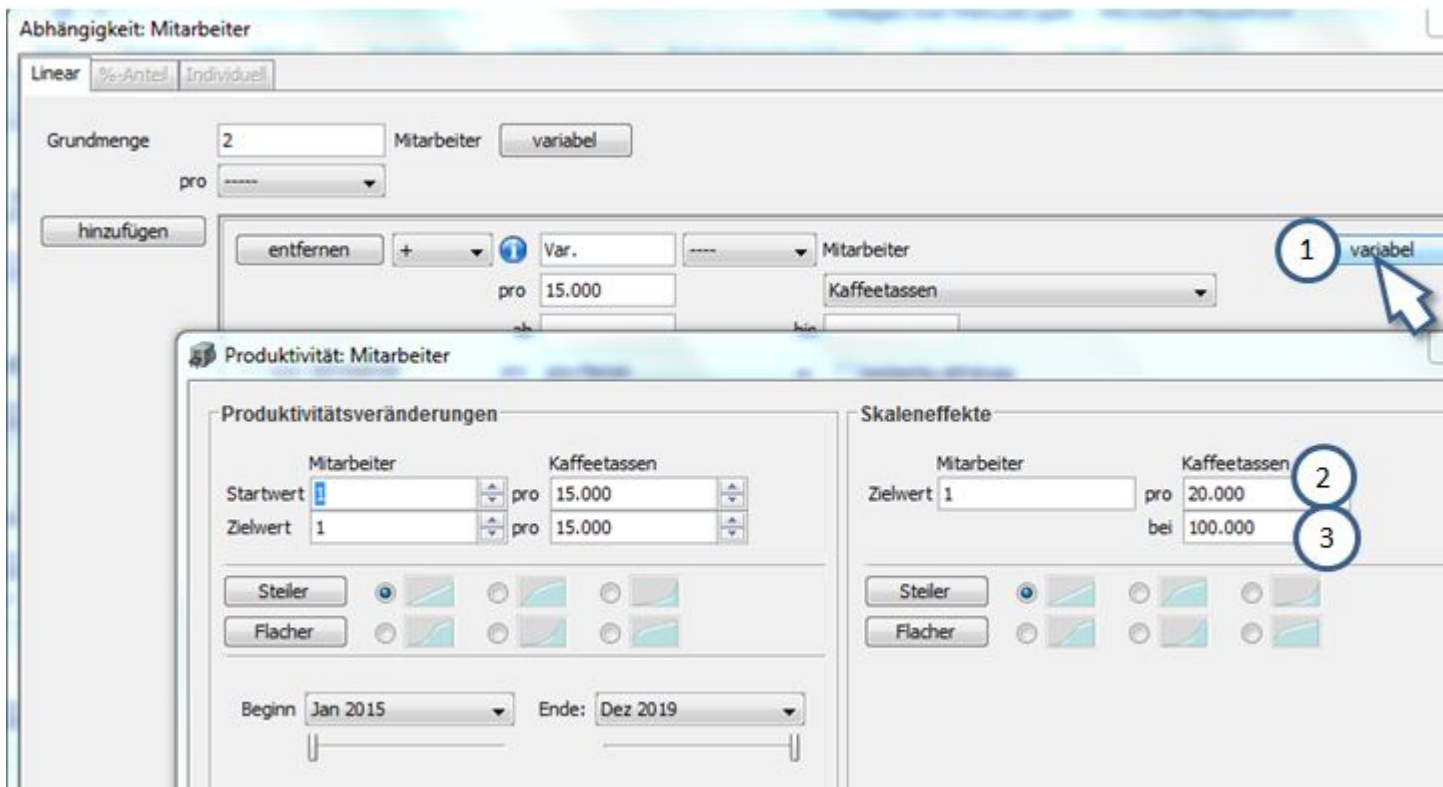 Abhängigkeit: Mitarbeiter
Linear %-Anteil Individuell
Grundmenge 2 Mitarbeiter variabel
pro -----
hinzufügen
entfernen + Var. ---- Mitarbeiter 1 variabel
pro 15.000 Kaffeetassen
ab bis
Produktivität: Mitarbeiter
Produktivitätsveränderungen
Mitarbeiter Kaffeetassen
Startwert 1 pro 15.000
Zielwert 1 pro 15.000
Steiler
Flacher
Beginn Jan 2015 Ende: Dez 2019
Skaleneffekte
Mitarbeiter Kaffeetassen
Zielwert 1 pro 20.000 2
bei 100.000 3
Steiler
Flacher